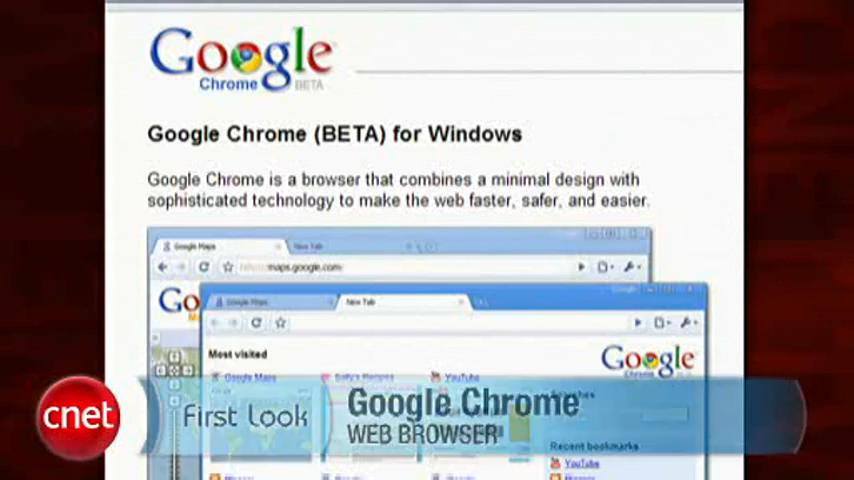 Google
Chrome BETA
Google Chrome (BETA) for Windows
Google Chrome is a browser that combines a minimal design with
sophisticated technology to make the web faster, safer, and easier.
Google Maps
New Tab
maps.google.com
Google Maps
New Tab
Most visited
Google
Google Maps
YouTube
cnet
First Look
Google Chrome
WEB BROWSER
Recent bookmarks
YouTube